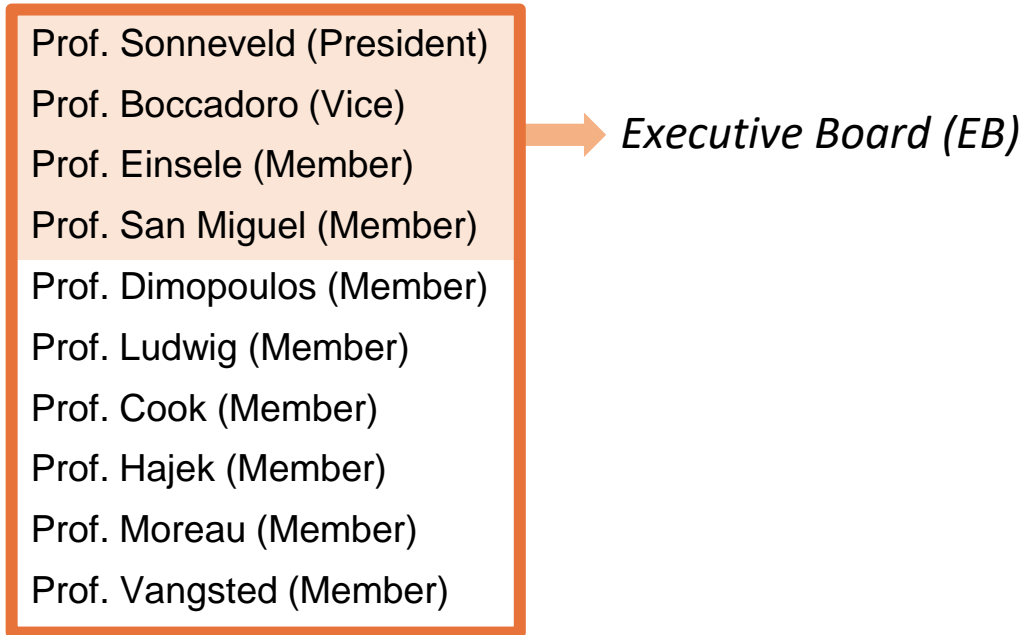 Prof. Sonneveld (President)
Prof. Boccadoro (Vice)
Prof. Einsele (Member)
Prof. San Miguel (Member)
Prof. Dimopoulos (Member)
Prof. Ludwig (Member)
Prof. Cook (Member)
Prof. Hajek (Member)
Prof. Moreau (Member)
Prof. Vangsted (Member)
Executive Board (EB)